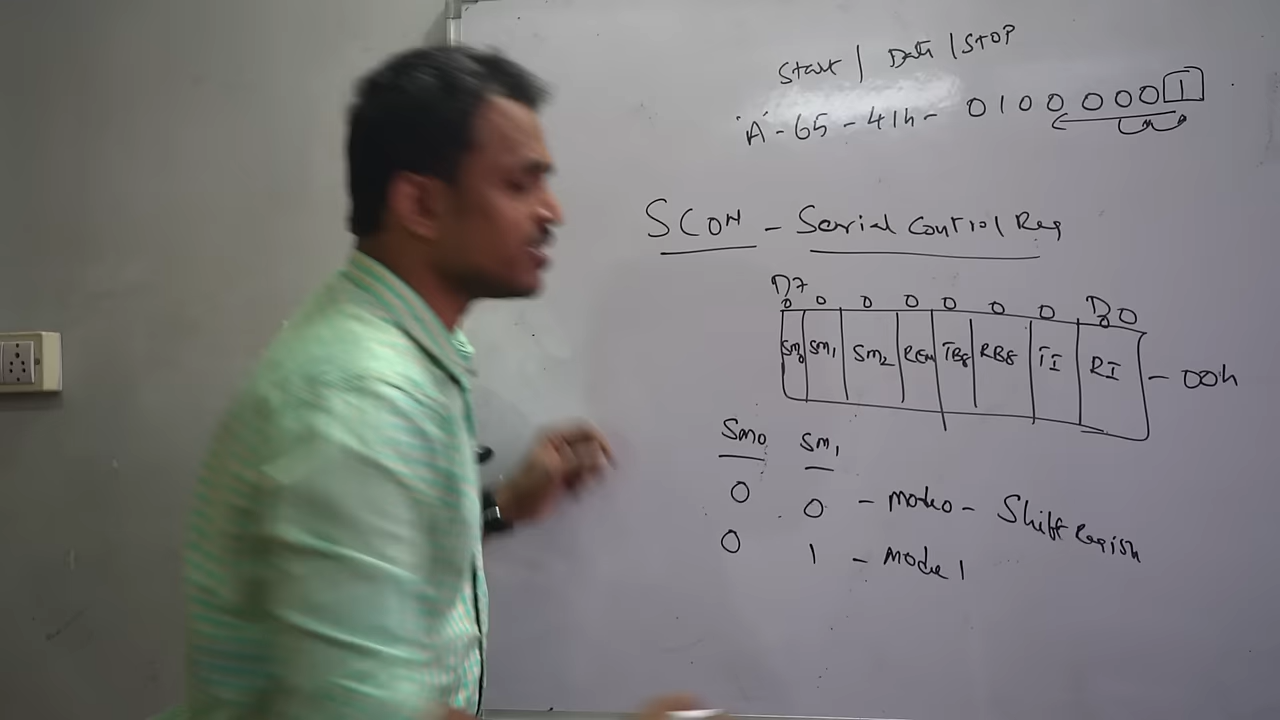 Start | Data | STOP
'A' - 65 - 41h - 0 1 0 0 0 0 0 1
SCON - Serial Control Reg
D7 D0
0 0 0 0 0 0 0 0
SM0 SM1 SM2 REN TB8 RB8 TI RI - 00h
SM0 SM1
0 0 - Mode 0 - Shift Register
0 1 - Mode 1